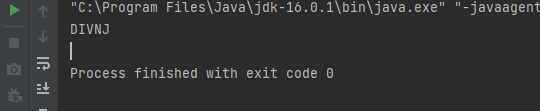 "C:\Program Files\Java\jdk-16.0.1\bin\java.exe" "-javaagent
DIVNJ
Process finished with exit code 0